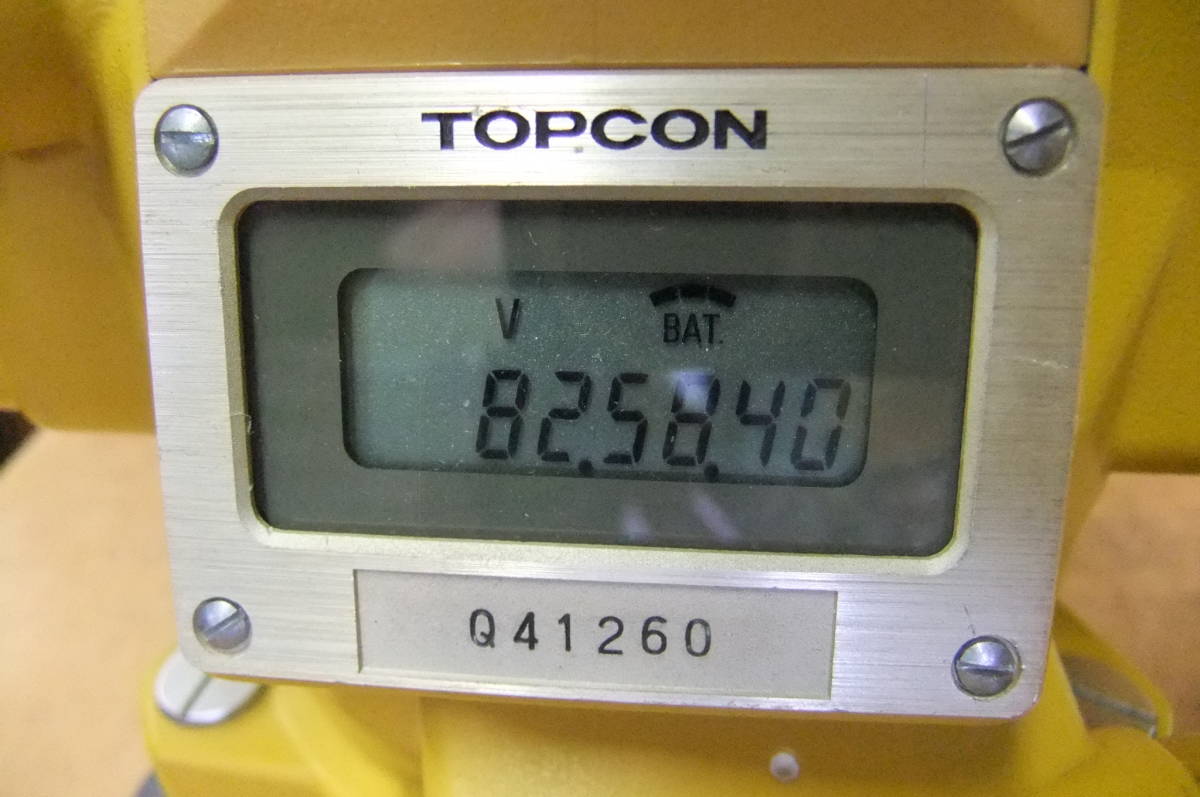 TOPCON
V BAT.
82.58.40
Q41260